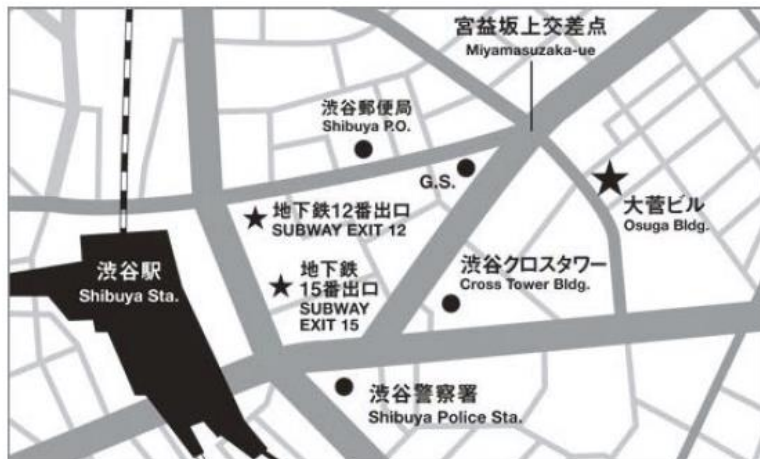 宮益坂上交差点
Miyamasuzaka-ue
渋谷郵便局
Shibuya P.O.
G.S.
大菅ビル
Osuga Bldg.
地下鉄12番出口
SUBWAY EXIT 12
渋谷駅
Shibuya Sta.
地下鉄
15番出口
SUBWAY
EXIT 15
渋谷クロスタワー
Cross Tower Bldg.
渋谷警察署
Shibuya Police Sta.